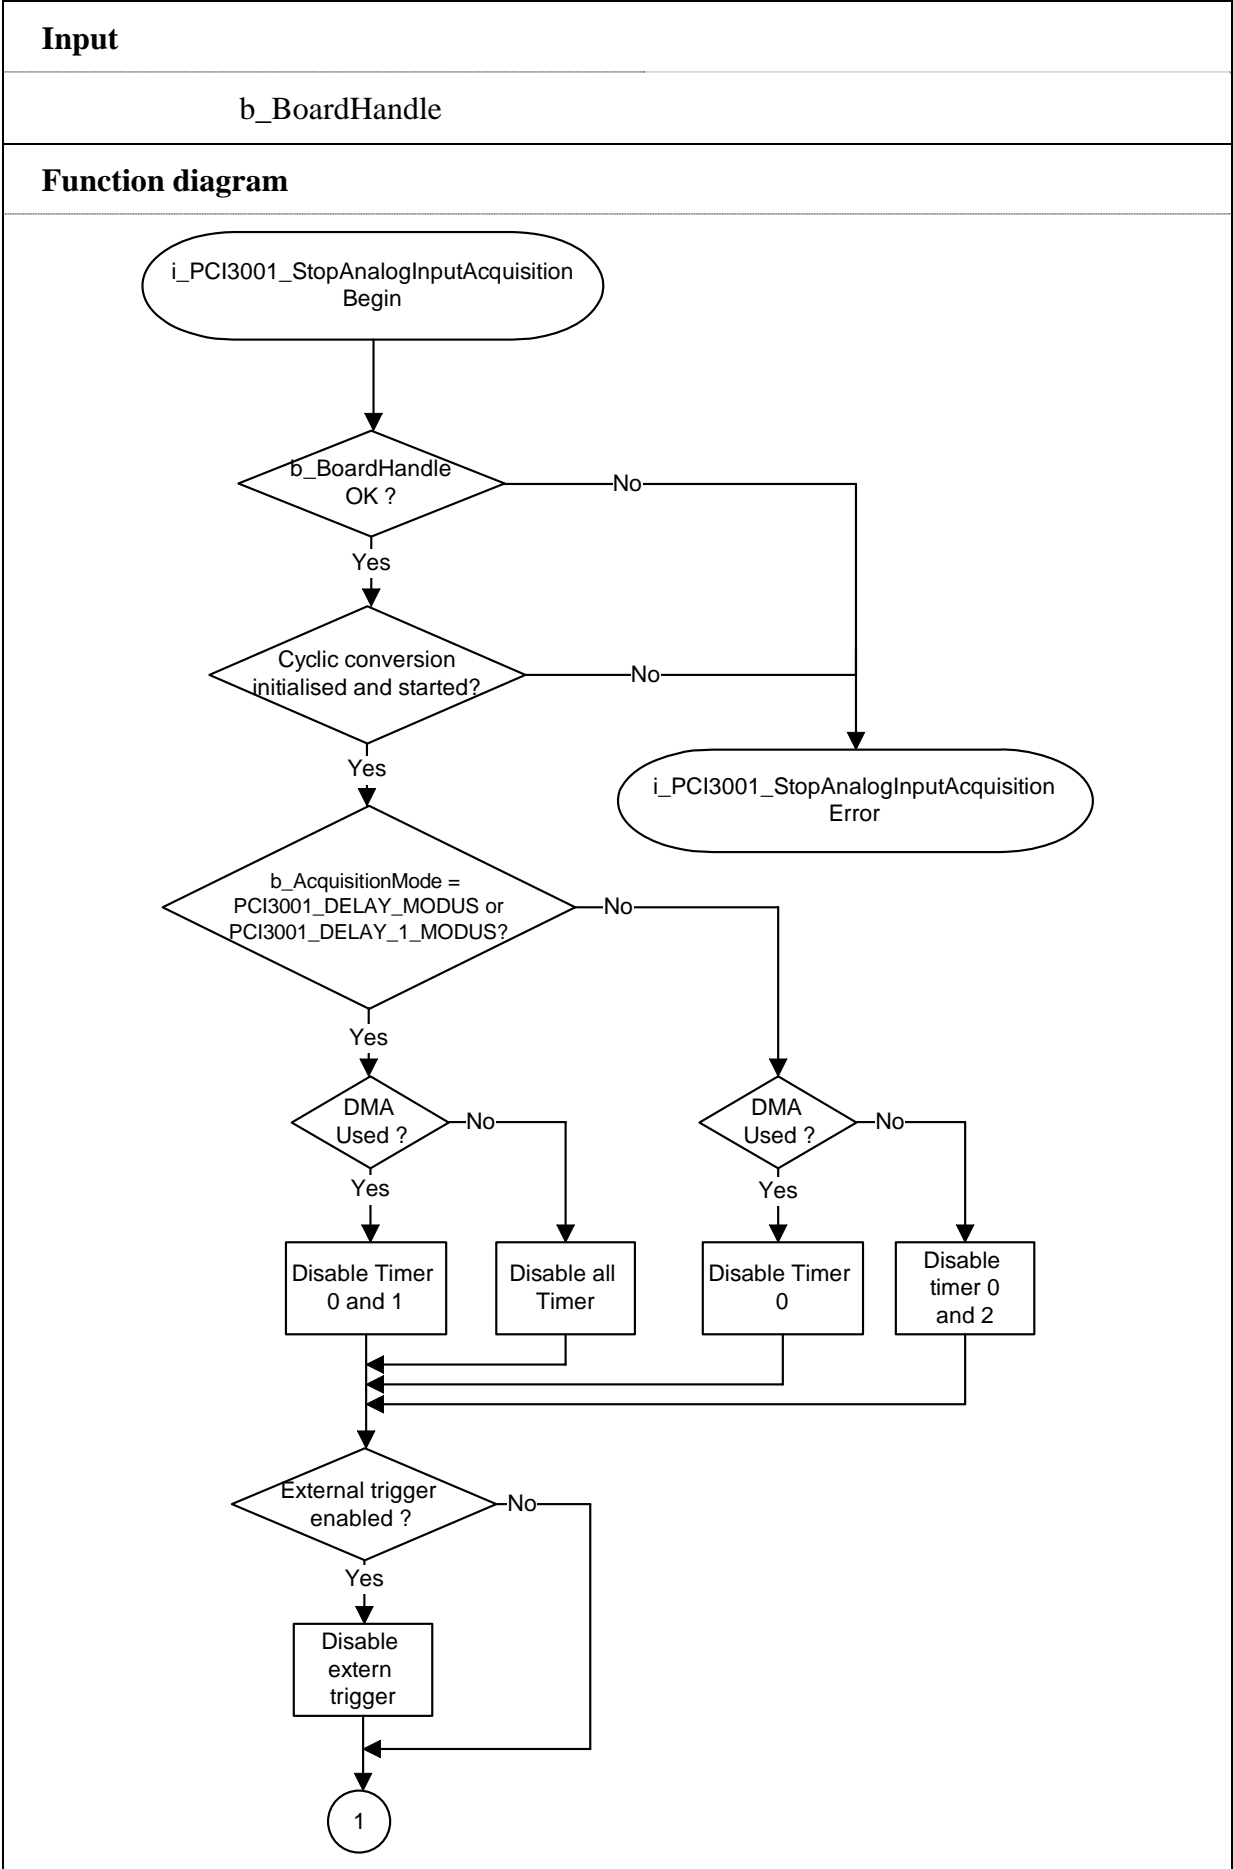 Input
b_BoardHandle
Function diagram
i_PCI3001_StopAnalogInputAcquisition
Begin
b_BoardHandle
OK ?
No
Yes
Cyclic conversion
initialised and started?
No
Yes
i_PCI3001_StopAnalogInputAcquisition
Error
b_AcquisitionMode =
PCI3001_DELAY_MODUS or
PCI3001_DELAY_1_MODUS?
No
Yes
DMA
Used ?
No
Yes
DMA
Used ?
No
Yes
Disable Timer
0 and 1
Disable all
Timer
Disable Timer
0
Disable
timer 0
and 2
External trigger
enabled ?
No
Yes
Disable
extern
trigger
1